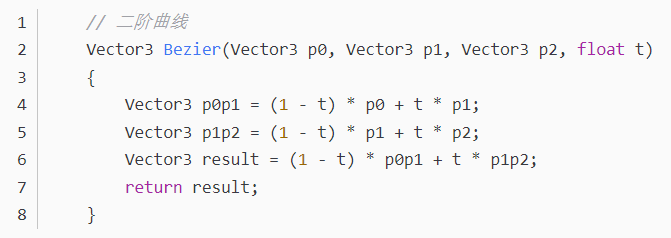 1 // 二阶曲线
2 Vector3 Bezier(Vector3 p0, Vector3 p1, Vector3 p2, float t)
3 {
4 Vector3 p0p1 = (1 - t) * p0 + t * p1;
5 Vector3 p1p2 = (1 - t) * p1 + t * p2;
6 Vector3 result = (1 - t) * p0p1 + t * p1p2;
7 return result;
8 }